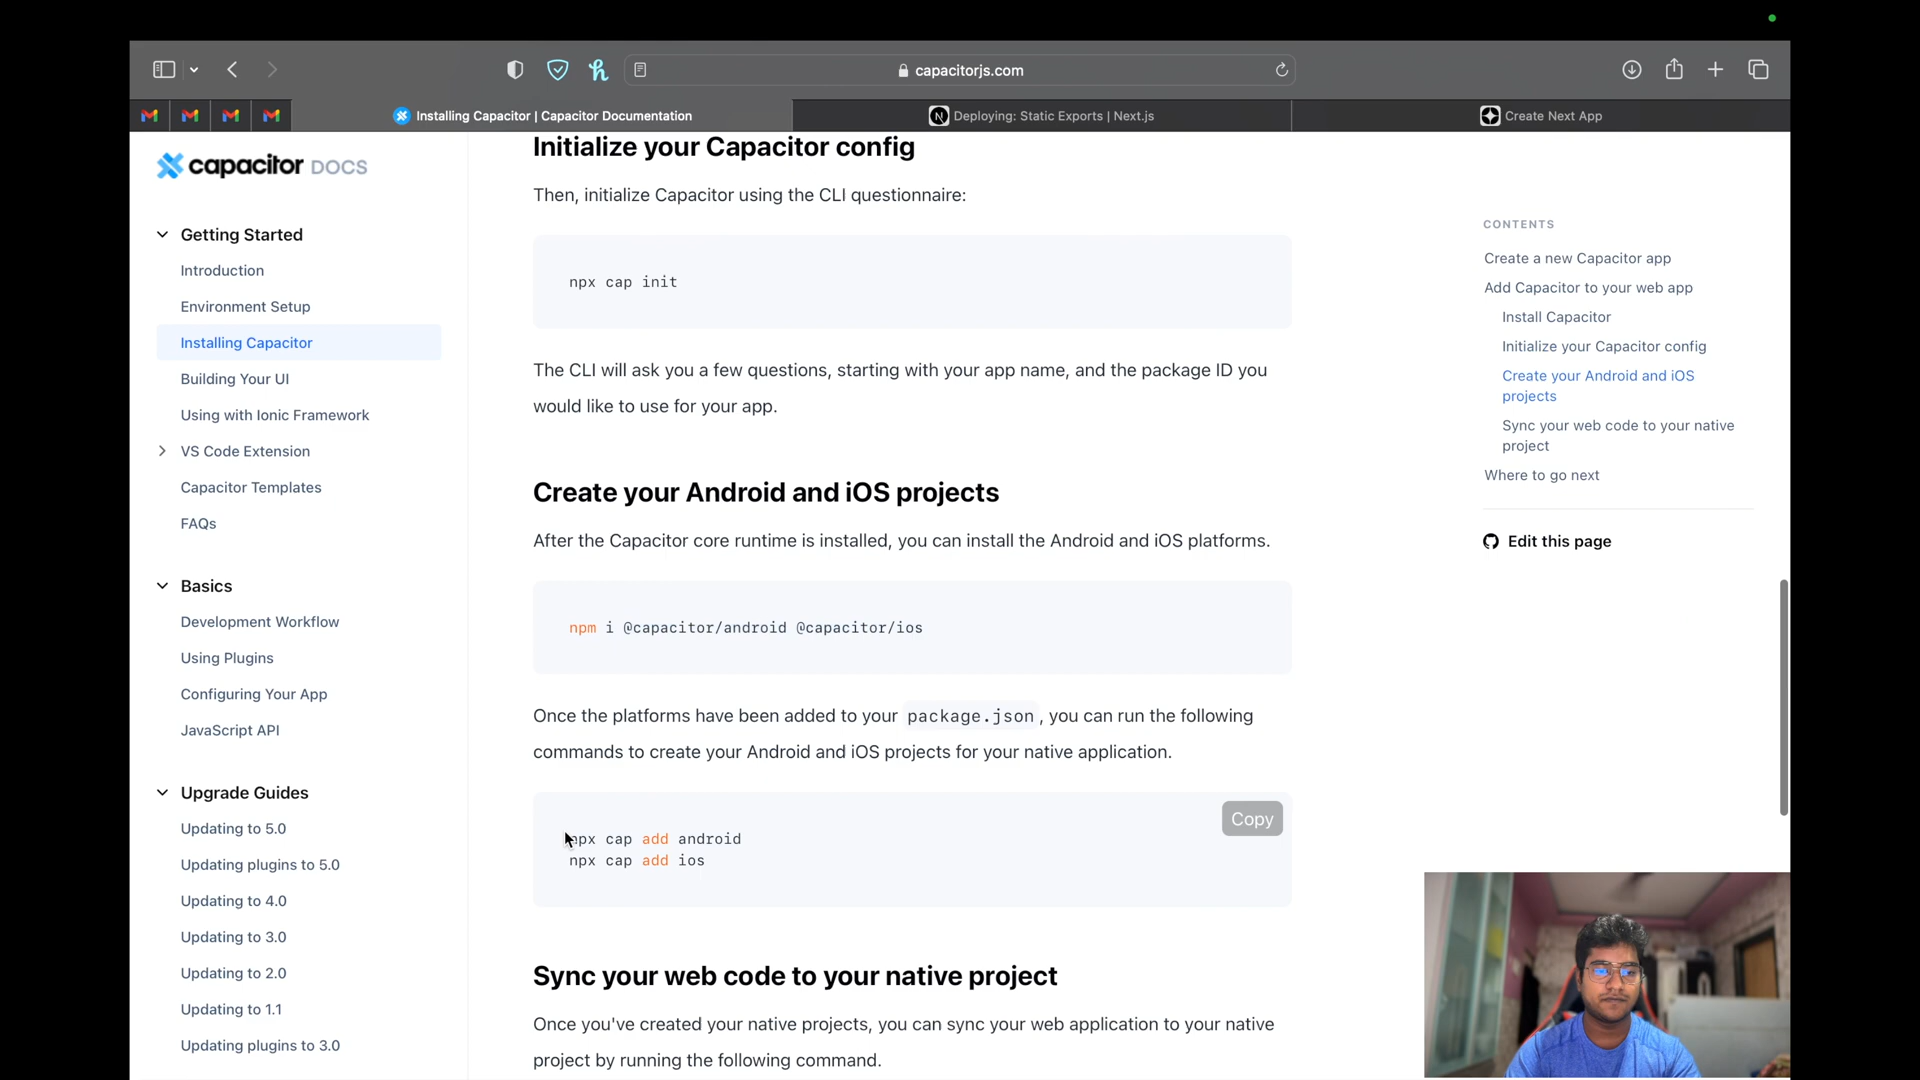 capacitorjs.com
Installing Capacitor | Capacitor Documentation
Deploying: Static Exports | Next.js
Create Next App
capacitor DOCS
Getting Started
Introduction
Environment Setup
Installing Capacitor
Building Your UI
Using with Ionic Framework
VS Code Extension
Capacitor Templates
FAQs
Basics
Development Workflow
Using Plugins
Configuring Your App
JavaScript API
Upgrade Guides
Updating to 5.0
Updating plugins to 5.0
Updating to 4.0
Updating to 3.0
Updating to 2.0
Updating to 1.1
Updating plugins to 3.0
Initialize your Capacitor config
Then, initialize Capacitor using the CLI questionnaire:
npx cap init
The CLI will ask you a few questions, starting with your app name, and the package ID you
would like to use for your app.
Create your Android and iOS projects
After the Capacitor core runtime is installed, you can install the Android and iOS platforms.
npm i @capacitor/android @capacitor/ios
Once the platforms have been added to your package.json, you can run the following
commands to create your Android and iOS projects for your native application.
Copy
npx cap add android
npx cap add ios
Sync your web code to your native project
Once you've created your native projects, you can sync your web application to your native
project by running the following command.
CONTENTS
Create a new Capacitor app
Add Capacitor to your web app
Install Capacitor
Initialize your Capacitor config
Create your Android and iOS
projects
Sync your web code to your native
project
Where to go next
Edit this page